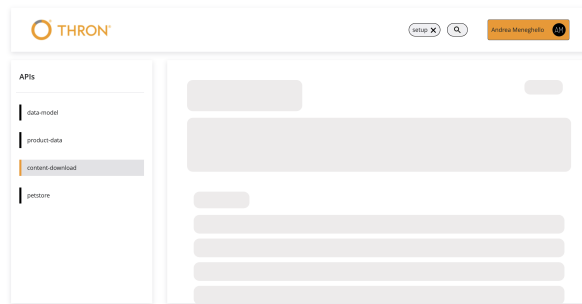 THRON
setup
Andrea Meneghello
AM
APIs
data-model
product-data
content-download
petstore